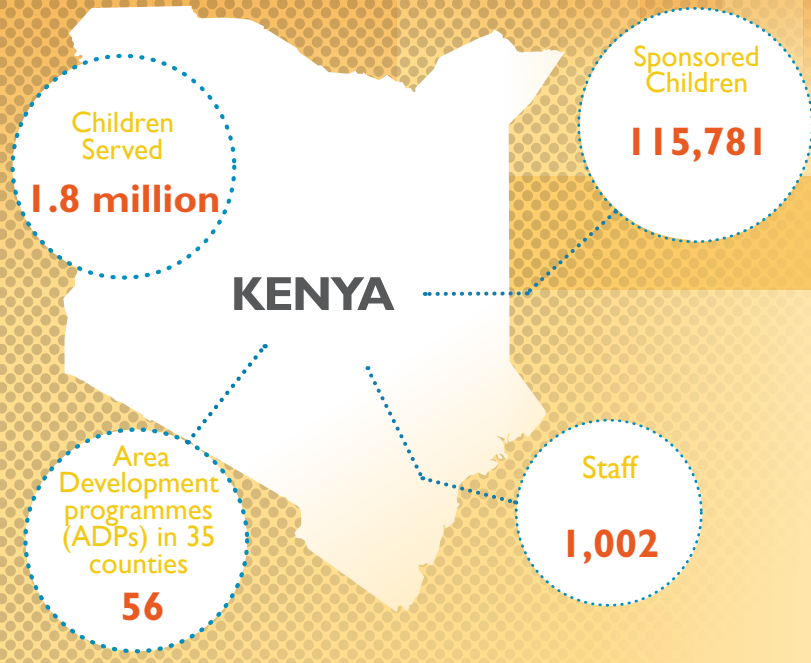 Children
Served
1.8 million
Sponsored
Children
115,781
KENYA
Area
Development
programmes
(ADPs) in 35
counties
56
Staff
1,002